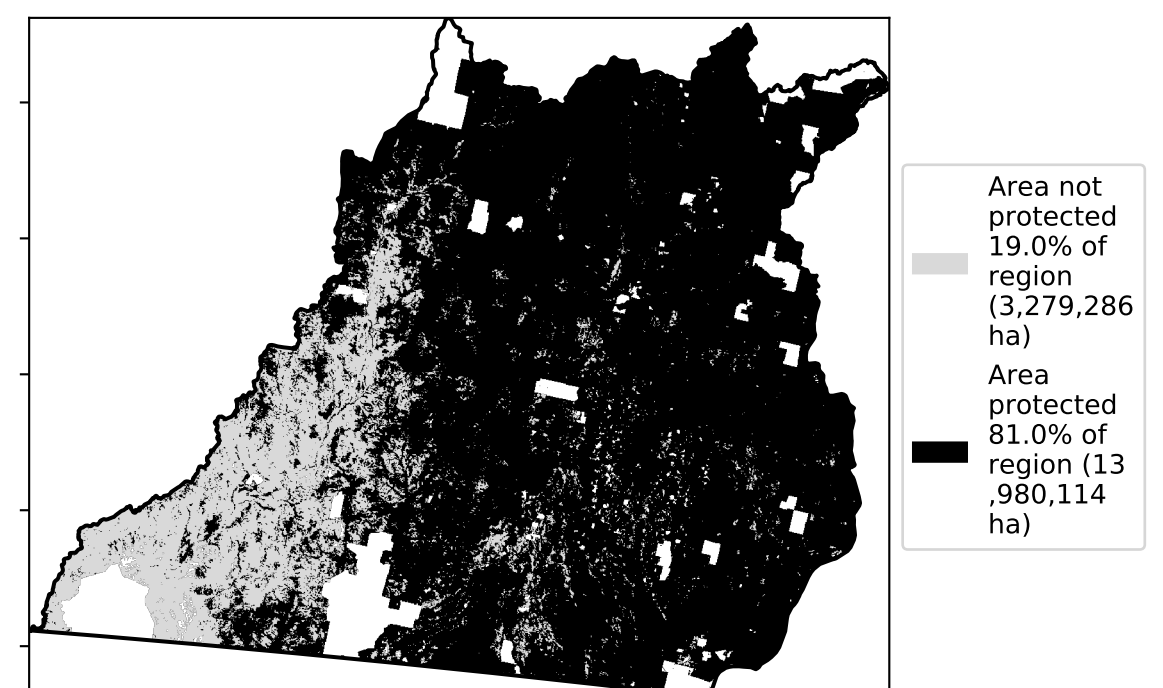 Area not
protected
19.0% of
region
(3,279,286
ha)
Area
protected
81.0% of
region (13
,980,114
ha)